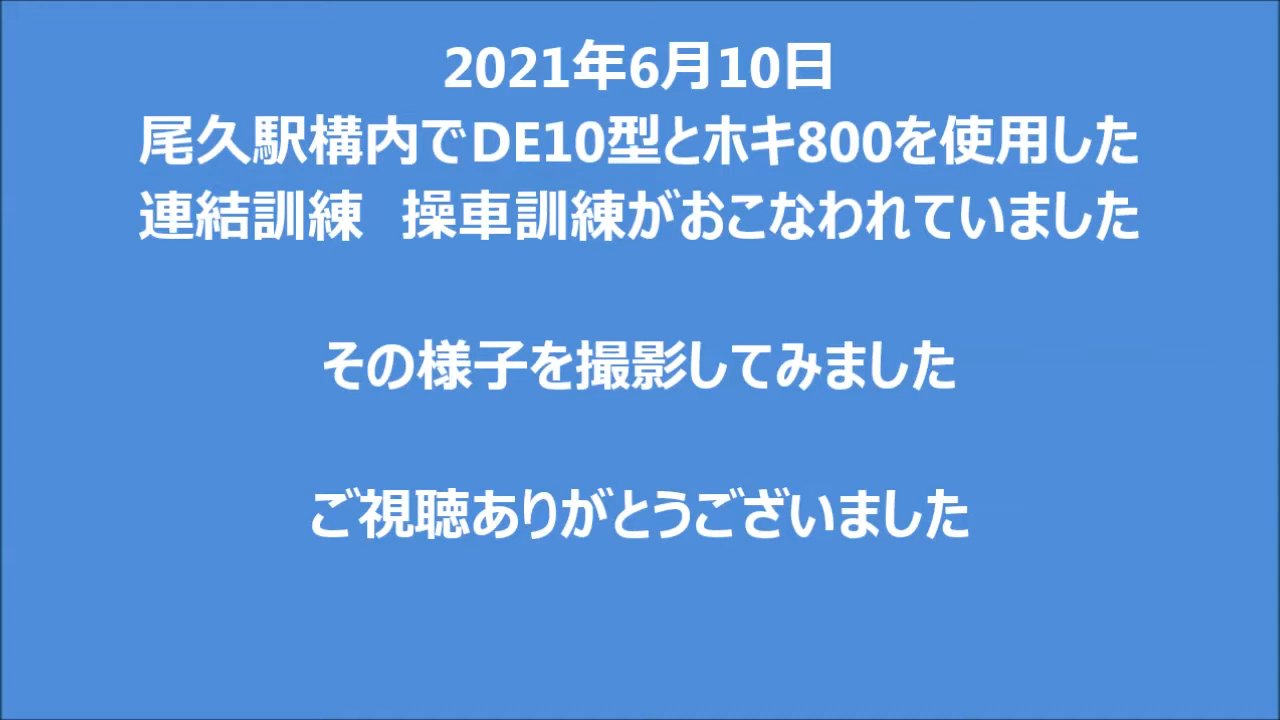 2021年6月10日
尾久駅構内でDE10型とホキ800を使用した
連結訓練　操車訓練がおこなわれていました
その様子を撮影してみました
ご視聴ありがとうございました